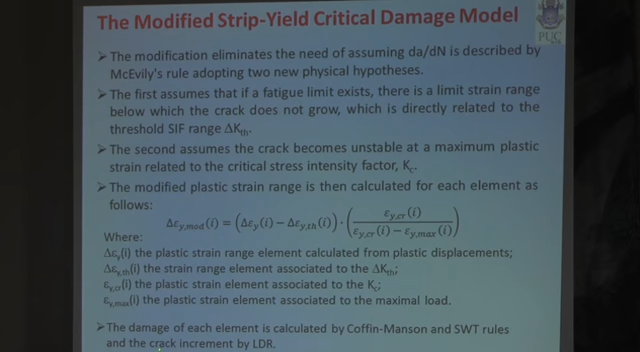 The Modified Strip-Yield Critical Damage Model
PUC
➢ The modification eliminates the need of assuming da/dN is described by
McEvily's rule adopting two new physical hypotheses.
➢ The first assumes that if a fatigue limit exists, there is a limit strain range
below which the crack does not grow, which is directly related to the
threshold SIF range ΔKth.
➢ The second assumes the crack becomes unstable at a maximum plastic
strain related to the critical stress intensity factor, Kc.
➢ The modified plastic strain range is then calculated for each element as
follows:
Δεy,mod(i) = (Δεy(i) − Δεy,th(i)) · (εy,cr(i) / (εy,cr(i) − εy,max(i)))
Where:
Δεy(i) the plastic strain range element calculated from plastic displacements;
Δεy,th(i) the strain range element associated to the ΔKth;
εy,cr(i) the plastic strain element associated to the Kc;
εy,max(i) the plastic strain element associated to the maximal load.
➢ The damage of each element is calculated by Coffin-Manson and SWT rules
and the crack increment by LDR.